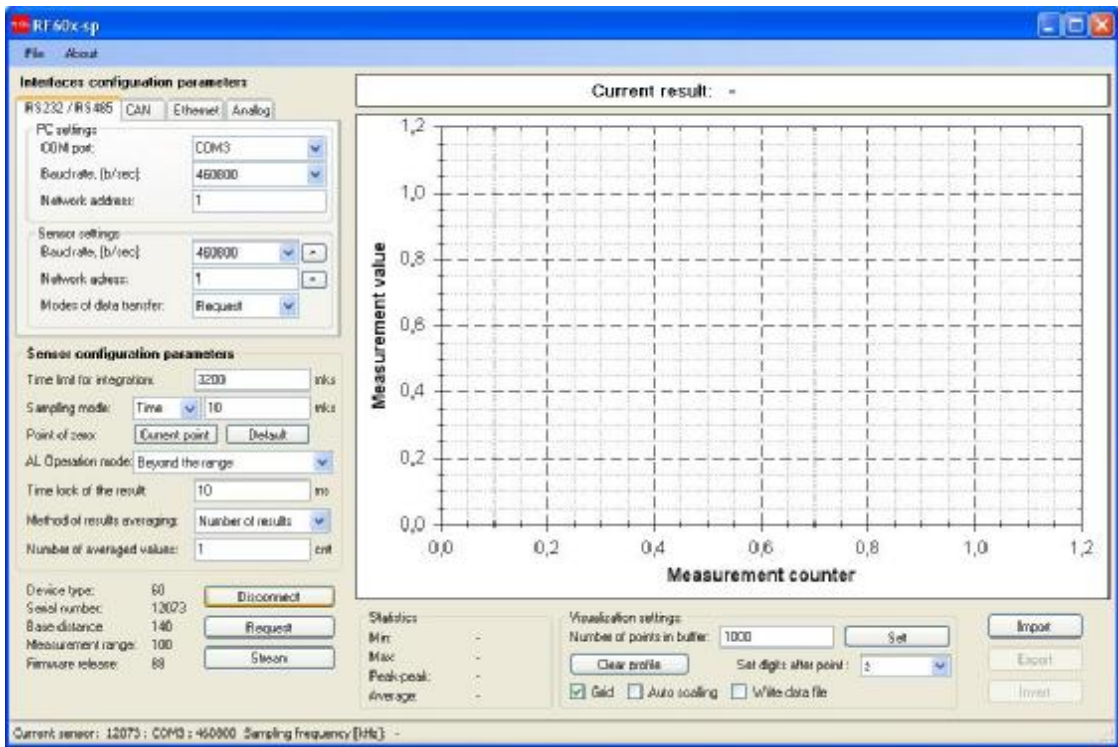 RF60x-sp
File About
Interfaces configuration parameters
RS232 / RS485 CAN Ethernet Analog
PC settings
COM port: COM3
Baud rate, (b/sec): 460800
Network address: 1
Sensor settings
Baud rate, (b/sec): 460800
Network adress: 1
Modes of data transfer: Request
Sensor configuration parameters
Time limit for integration: 3200 mks
Sampling mode: Time 10 mks
Point of zero: Current point Default
AL Operation mode: Beyond the range
Time lock of the result: 10 ms
Method of results averaging: Number of results
Number of averaged values: 1 cnt
Device type: 60
Serial number: 12073
Base distance: 140
Measurement range: 100
Firmware release: 88
Disconnect
Request
Stream
Current result: -
Measurement value
1,2
1,0
0,8
0,6
0,4
0,2
0,0
0,0 0,2 0,4 0,6 0,8 1,0 1,2
Measurement counter
Statistics
Min: -
Max: -
Peak-peak: -
Average: -
Visualization settings
Number of points in buffer: 1000 Set
Clear profile Set digits after point :
Grid Auto scalling Write data file
Import
Export
Invert
Current sensor: 12073 : COM3 : 460800 Sampling frequency [kHz]: -